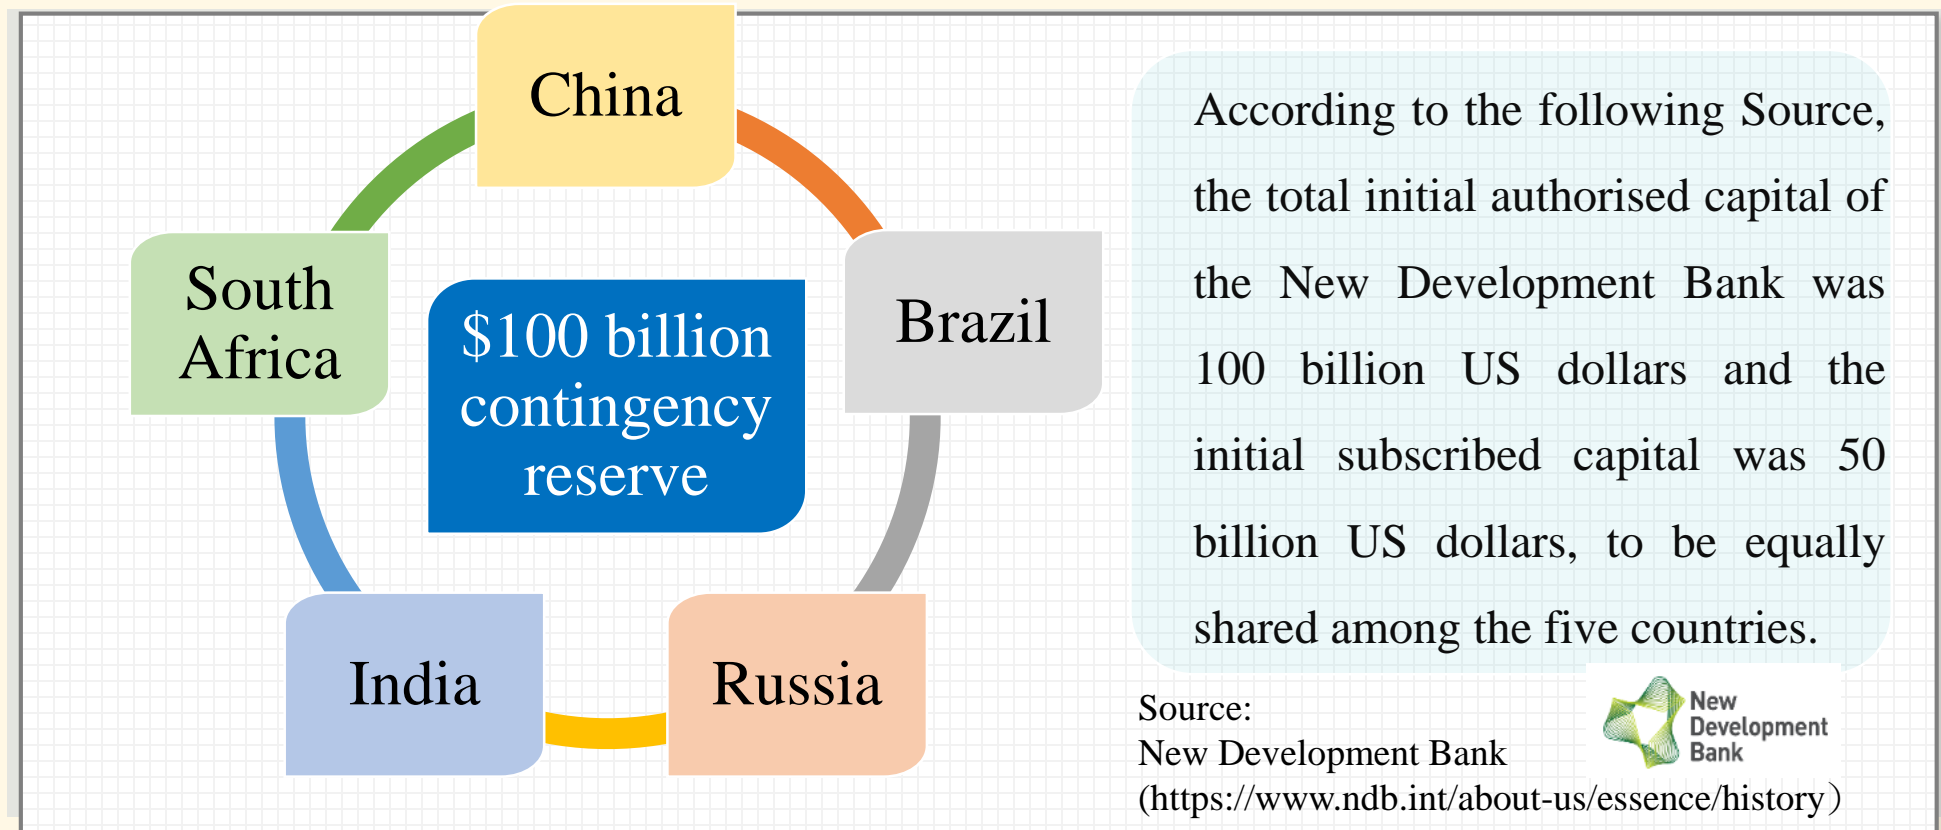 China
South
Africa
$100 billion
contingency
reserve
Brazil
India
Russia
According to the following Source,
the total initial authorised capital of
the New Development Bank was
100 billion US dollars and the
initial subscribed capital was 50
billion US dollars, to be equally
shared among the five countries.
Source:
New Development Bank
(https://www.ndb.int/about-us/essence/history）
New
Development
Bank